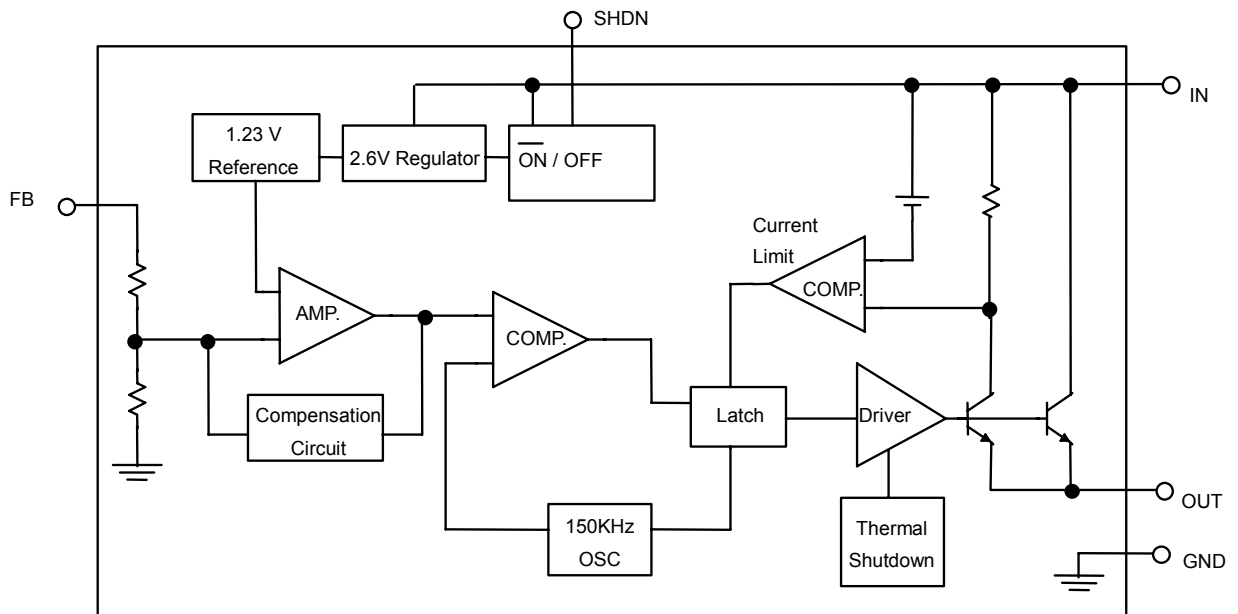 SHDN
IN
1.23 V
Reference
2.6V Regulator
ON / OFF
FB
Current
Limit
COMP.
AMP.
COMP.
Compensation
Circuit
Latch
Driver
150KHz
OSC
Thermal
Shutdown
OUT
GND